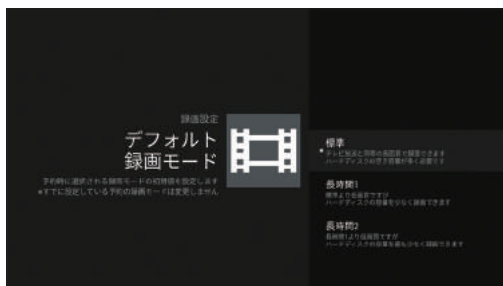 録画設定
デフォルト
録画モード
予約時に選択される録画モードの初期値を設定します
※すでに設定している予約の録画モードは変更しません
標準
テレビ放送と同等の高画質で録画できます
ハードディスクの空き容量が多く必要です
長時間1
標準より低画質ですが
ハードディスクの容量を少なく録画できます
長時間2
長時間1より低画質ですが
ハードディスクの容量を最も少なく録画できます